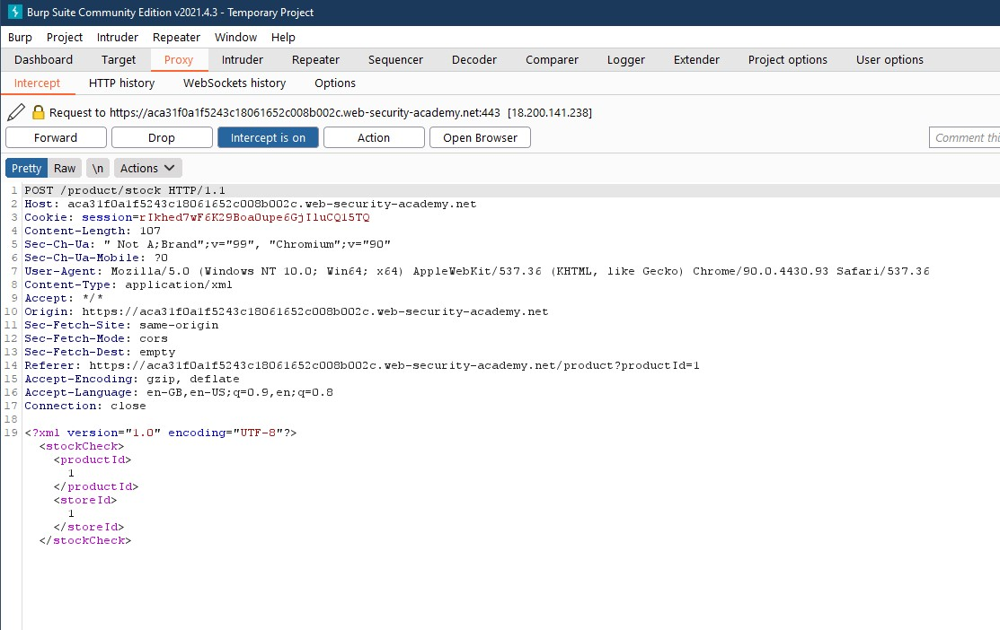 Burp Suite Community Edition v2021.4.3 - Temporary Project
Burp Project Intruder Repeater Window Help
Dashboard Target Proxy Intruder Repeater Sequencer Decoder Comparer Logger Extender Project options User options
Intercept HTTP history WebSockets history Options
Request to https://aca31f0a1f5243c18061652c008b002c.web-security-academy.net:443 [18.200.141.238]
Forward Drop Intercept is on Action Open Browser Comment
Pretty Raw \n Actions
1 POST /product/stock HTTP/1.1
2 Host: aca31f0a1f5243c18061652c008b002c.web-security-academy.net
3 Cookie: session=rIkhed7wF6K29BoaOupe6GjIluCQ15TQ
4 Content-Length: 107
5 Sec-Ch-Ua: " Not A;Brand";v="99", "Chromium";v="90"
6 Sec-Ch-Ua-Mobile: ?0
7 User-Agent: Mozilla/5.0 (Windows NT 10.0; Win64; x64) AppleWebKit/537.36 (KHTML, like Gecko) Chrome/90.0.4430.93 Safari/537.36
8 Content-Type: application/xml
9 Accept: */*
10 Origin: https://aca31f0a1f5243c18061652c008b002c.web-security-academy.net
11 Sec-Fetch-Site: same-origin
12 Sec-Fetch-Mode: cors
13 Sec-Fetch-Dest: empty
14 Referer: https://aca31f0a1f5243c18061652c008b002c.web-security-academy.net/product?productId=1
15 Accept-Encoding: gzip, deflate
16 Accept-Language: en-GB,en-US;q=0.9,en;q=0.8
17 Connection: close
18
19 <?xml version="1.0" encoding="UTF-8"?>
<stockCheck>
<productId>
1
</productId>
<storeId>
1
</storeId>
</stockCheck>